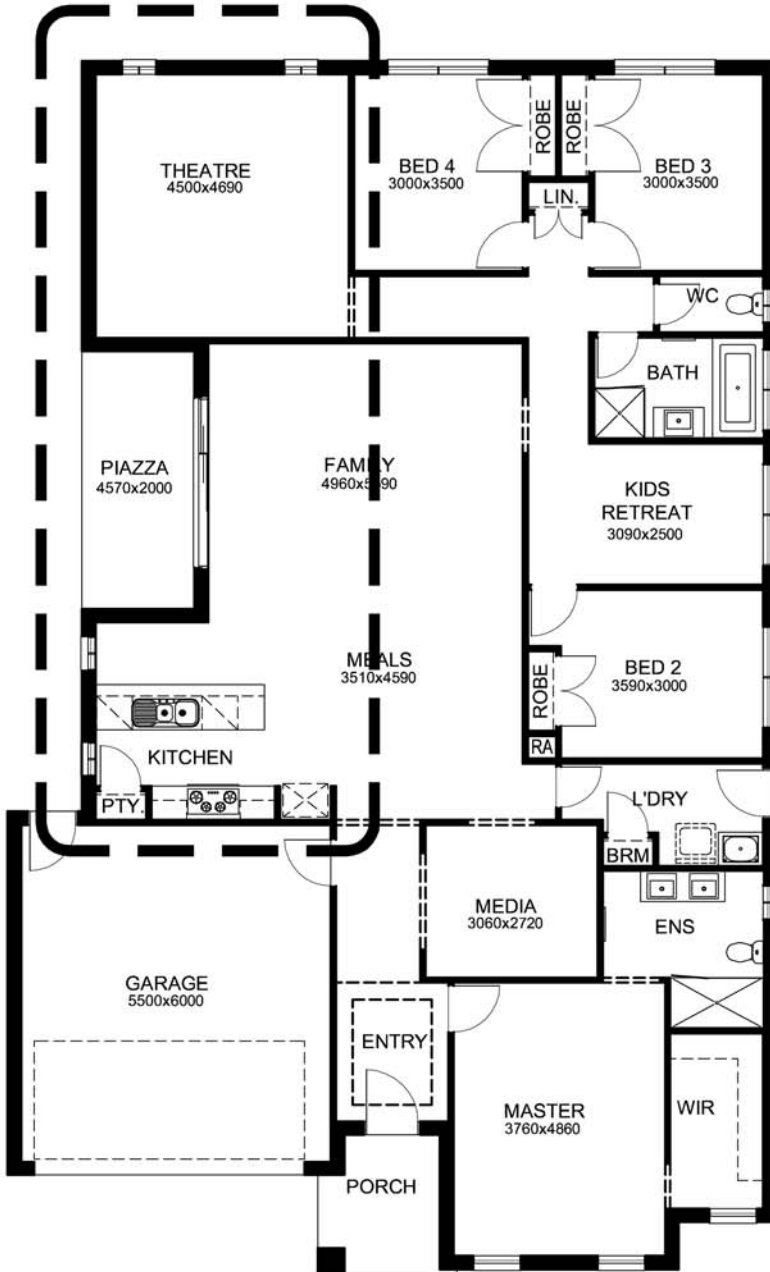 THEATRE
4500x4690
BED 4
3000x3500
ROBE
ROBE
BED 3
3000x3500
LIN.
WC
BATH
PIAZZA
4570x2000
FAMILY
KIDS
RETREAT
3090x2500
MEALS
3510x4590
ROBE
BED 2
3590x3000
RA
KITCHEN
PTY.
L'DRY
BRM
MEDIA
3060x2720
ENS
GARAGE
5500x6000
ENTRY
MASTER
3760x4860
WIR
PORCH